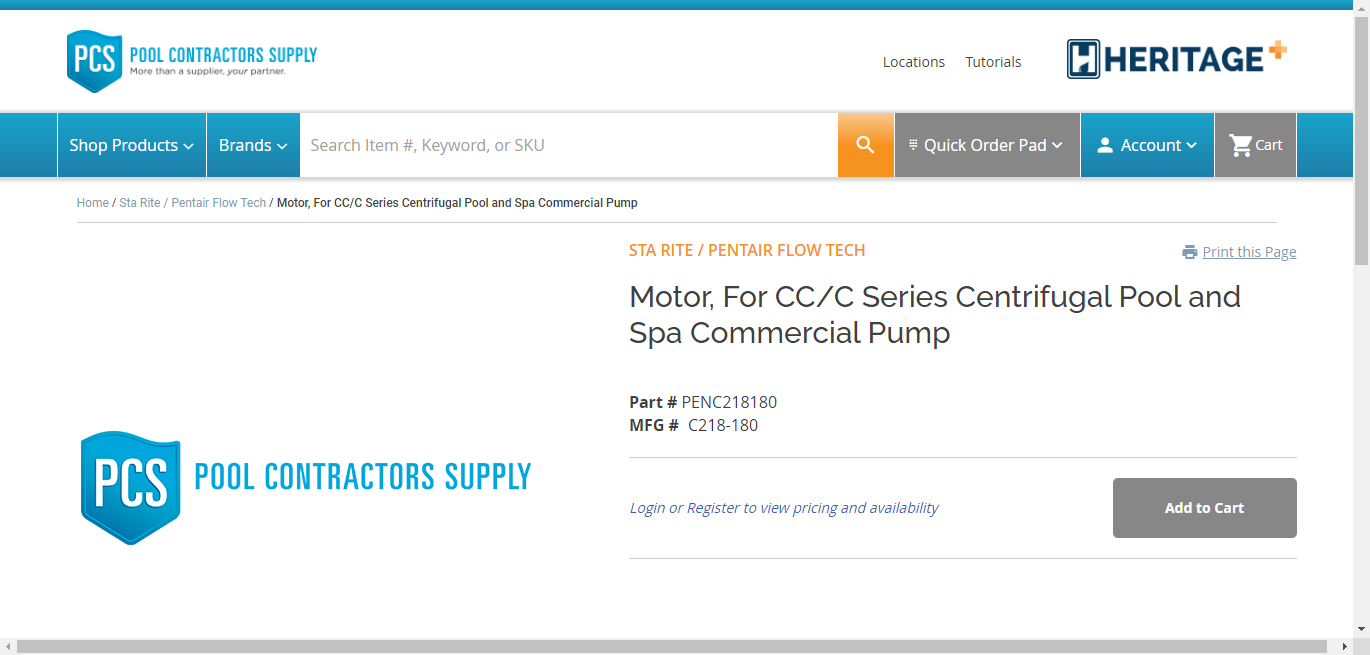 PCS POOL CONTRACTORS SUPPLY
More than a supplier, your partner.
Locations Tutorials
H HERITAGE+
Shop Products Brands Search Item #, Keyword, or SKU Quick Order Pad Account Cart
Home / Sta Rite / Pentair Flow Tech / Motor, For CC/C Series Centrifugal Pool and Spa Commercial Pump
STA RITE / PENTAIR FLOW TECH
Print this Page
Motor, For CC/C Series Centrifugal Pool and
Spa Commercial Pump
Part # PENC218180
MFG # C218-180
PCS POOL CONTRACTORS SUPPLY
Login or Register to view pricing and availability
Add to Cart